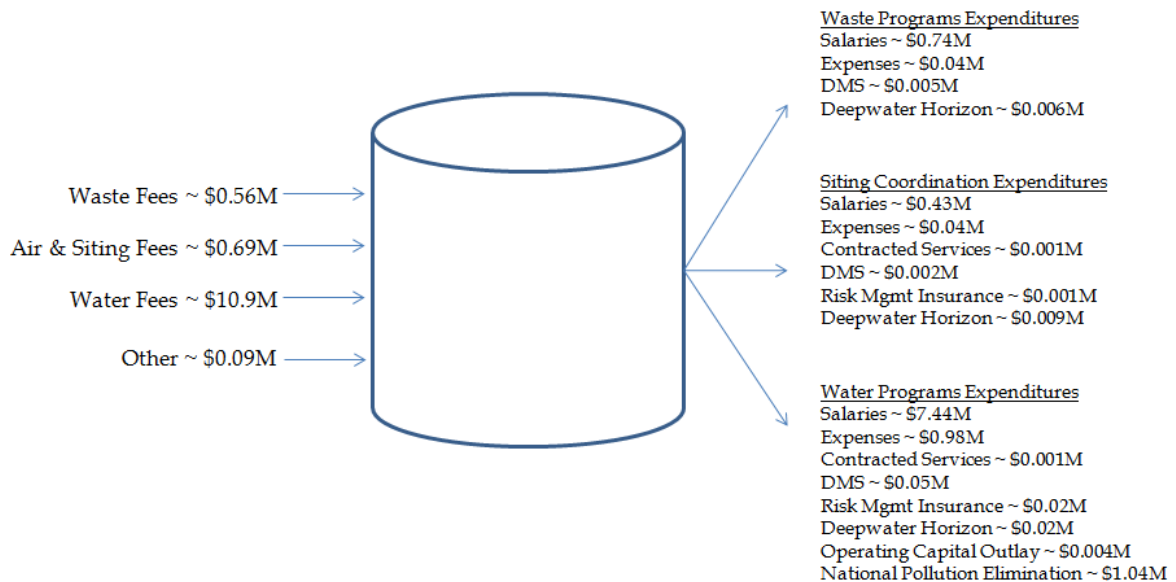 Waste Fees ~ $0.56M
Air & Siting Fees ~ $0.69M
Water Fees ~ $10.9M
Other ~ $0.09M
Waste Programs Expenditures
Salaries ~ $0.74M
Expenses ~ $0.04M
DMS ~ $0.005M
Deepwater Horizon ~ $0.006M
Siting Coordination Expenditures
Salaries ~ $0.43M
Expenses ~ $0.04M
Contracted Services ~ $0.001M
DMS ~ $0.002M
Risk Mgmt Insurance ~ $0.001M
Deepwater Horizon ~ $0.009M
Water Programs Expenditures
Salaries ~ $7.44M
Expenses ~ $0.98M
Contracted Services ~ $0.001M
DMS ~ $0.05M
Risk Mgmt Insurance ~ $0.02M
Deepwater Horizon ~ $0.02M
Operating Capital Outlay ~ $0.004M
National Pollution Elimination ~ $1.04M